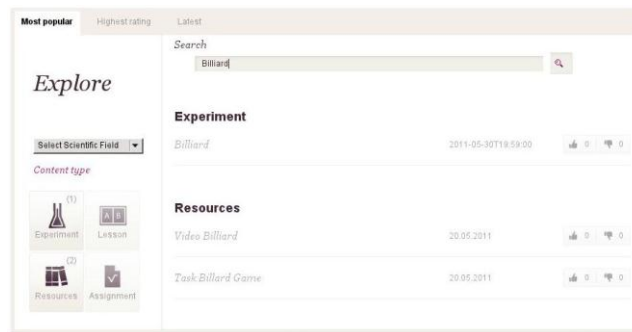 Most popular Highest rating Latest
Search
Billiard
Explore
Experiment
Select Scientific Field
Billiard 2011-05-30T19:59:00 0 0
Content type
(1)
A B
Experiment Lesson
Resources
Video Billiard 20.05.2011 0 0
(2)
Resources Assignment
Task Billard Game 20.05.2011 0 0